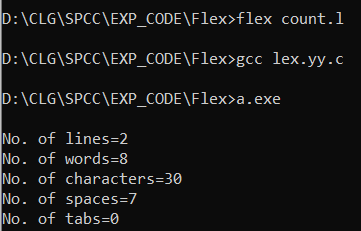 D:\CLG\SPCC\EXP_CODE\Flex>flex count.l
D:\CLG\SPCC\EXP_CODE\Flex>gcc lex.yy.c
D:\CLG\SPCC\EXP_CODE\Flex>a.exe
No. of lines=2
No. of words=8
No. of characters=30
No. of spaces=7
No. of tabs=0